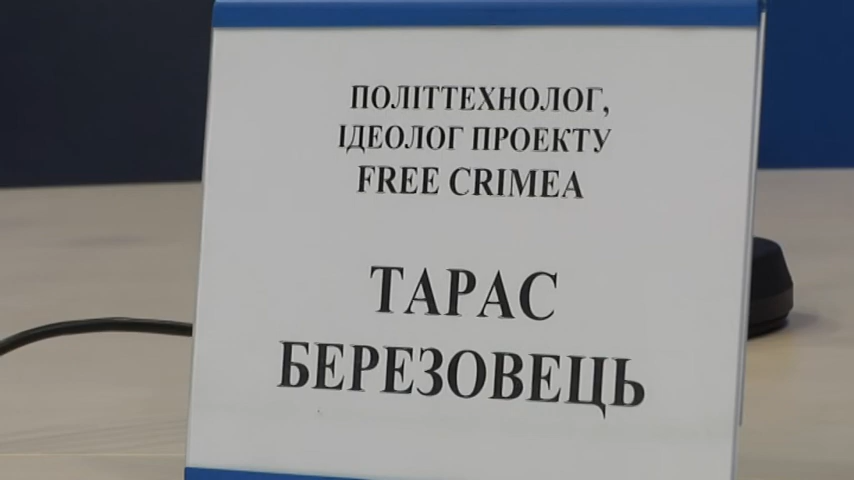 ПОЛІТТЕХНОЛОГ,
ІДЕОЛОГ ПРОЕКТУ
FREE CRIMEA
ТАРАС
БЕРЕЗОВЕЦЬ